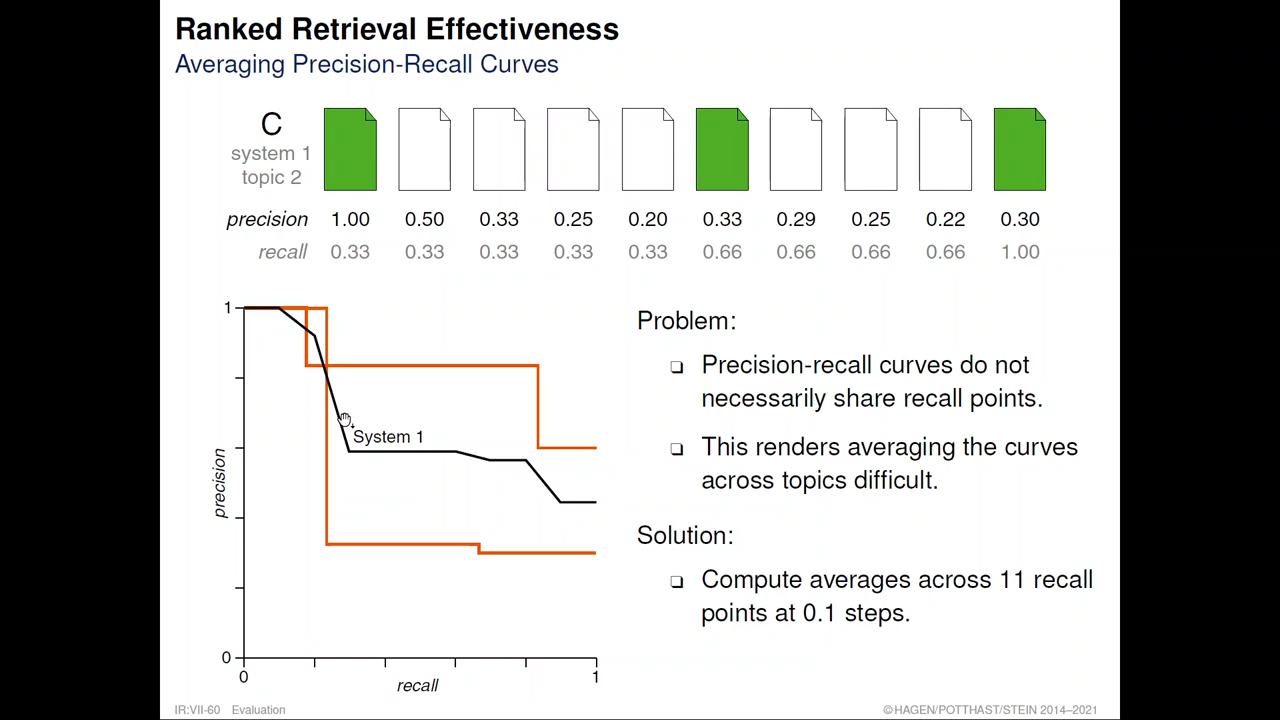 Ranked Retrieval Effectiveness
Averaging Precision-Recall Curves
C
system 1
topic 2
precision 1.00 0.50 0.33 0.25 0.20 0.33 0.29 0.25 0.22 0.30
recall 0.33 0.33 0.33 0.33 0.33 0.66 0.66 0.66 0.66 1.00
1
System 1
precision
0
0
1
recall
Problem:
❑ Precision-recall curves do not
necessarily share recall points.
❑ This renders averaging the curves
across topics difficult.
Solution:
❑ Compute averages across 11 recall
points at 0.1 steps.
IR:VII-60 Evaluation
©HAGEN/POTTHAST/STEIN 2014–2021